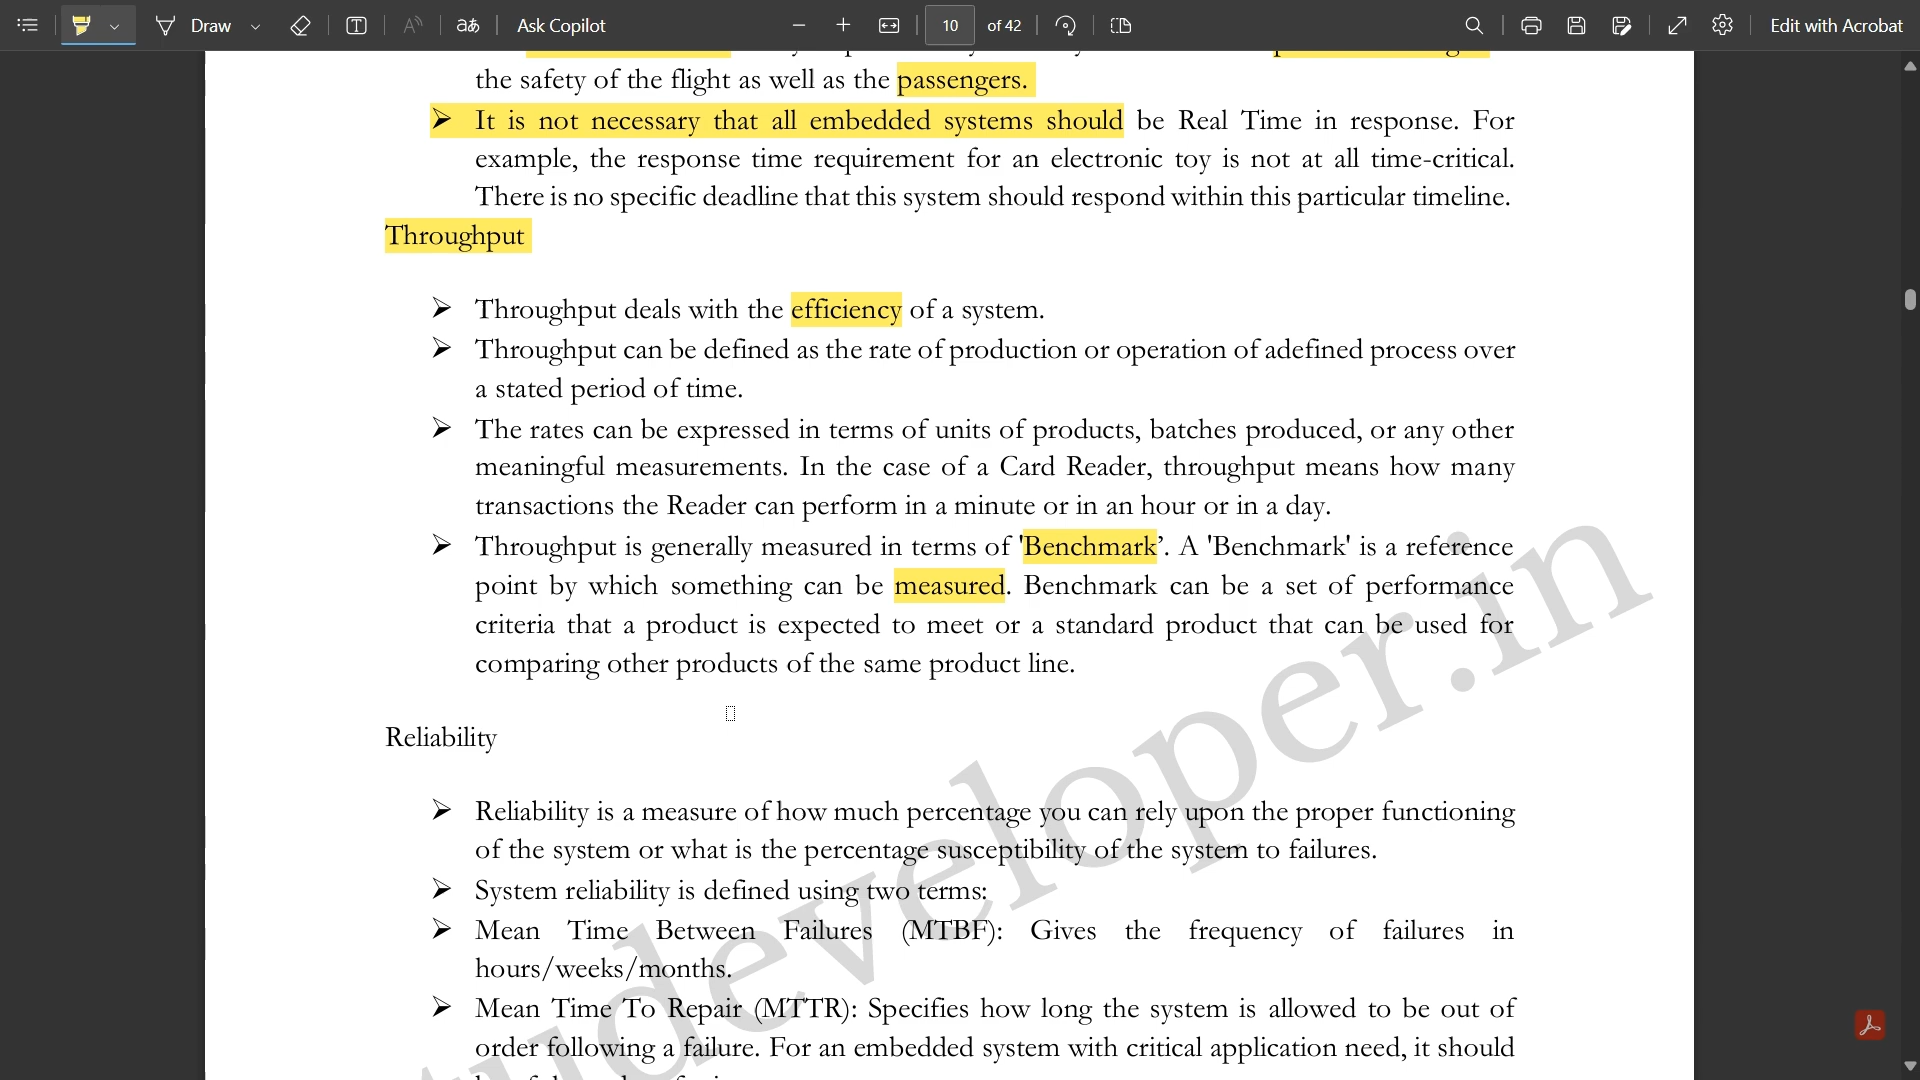 Draw
Ask Copilot
10 of 42
Edit with Acrobat
the safety of the flight as well as the passengers.
➢ It is not necessary that all embedded systems should be Real Time in response. For
example, the response time requirement for an electronic toy is not at all time-critical.
There is no specific deadline that this system should respond within this particular timeline.
Throughput
➢ Throughput deals with the efficiency of a system.
➢ Throughput can be defined as the rate of production or operation of adefined process over
a stated period of time.
➢ The rates can be expressed in terms of units of products, batches produced, or any other
meaningful measurements. In the case of a Card Reader, throughput means how many
transactions the Reader can perform in a minute or in an hour or in a day.
➢ Throughput is generally measured in terms of 'Benchmark’. A 'Benchmark' is a reference
point by which something can be measured. Benchmark can be a set of performance
criteria that a product is expected to meet or a standard product that can be used for
comparing other products of the same product line.
Reliability
➢ Reliability is a measure of how much percentage you can rely upon the proper functioning
of the system or what is the percentage susceptibility of the system to failures.
➢ System reliability is defined using two terms:
➢ Mean Time Between Failures (MTBF): Gives the frequency of failures in
hours/weeks/months.
➢ Mean Time To Repair (MTTR): Specifies how long the system is allowed to be out of
order following a failure. For an embedded system with critical application need, it should
tudeveloper.in